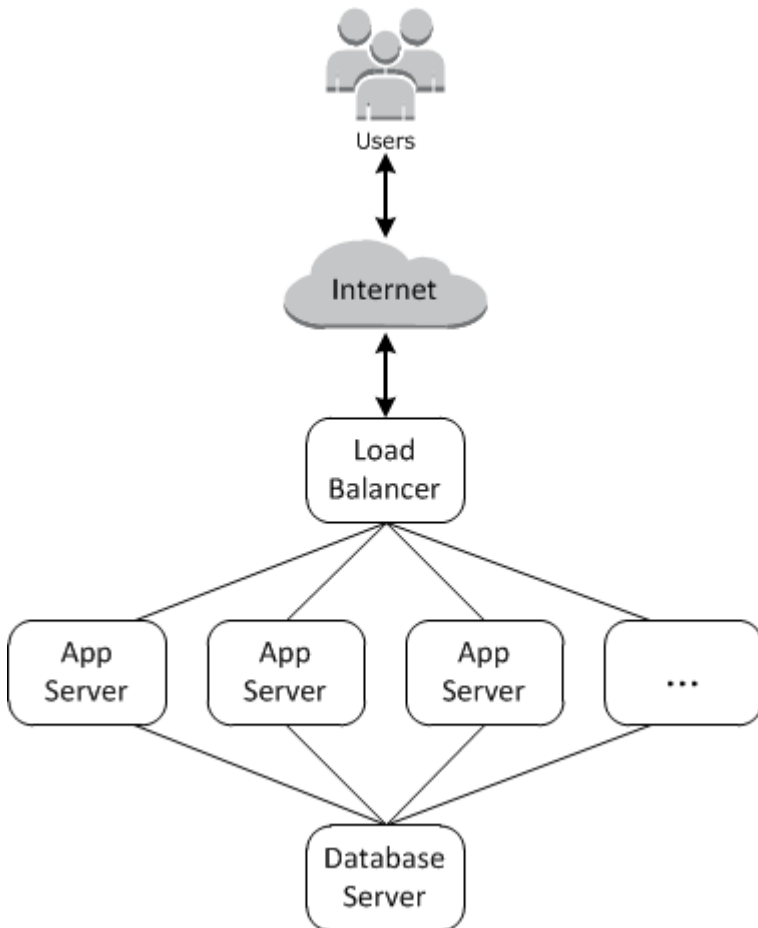 Users
Internet
Load
Balancer
App
Server
App
Server
App
Server
...
Database
Server